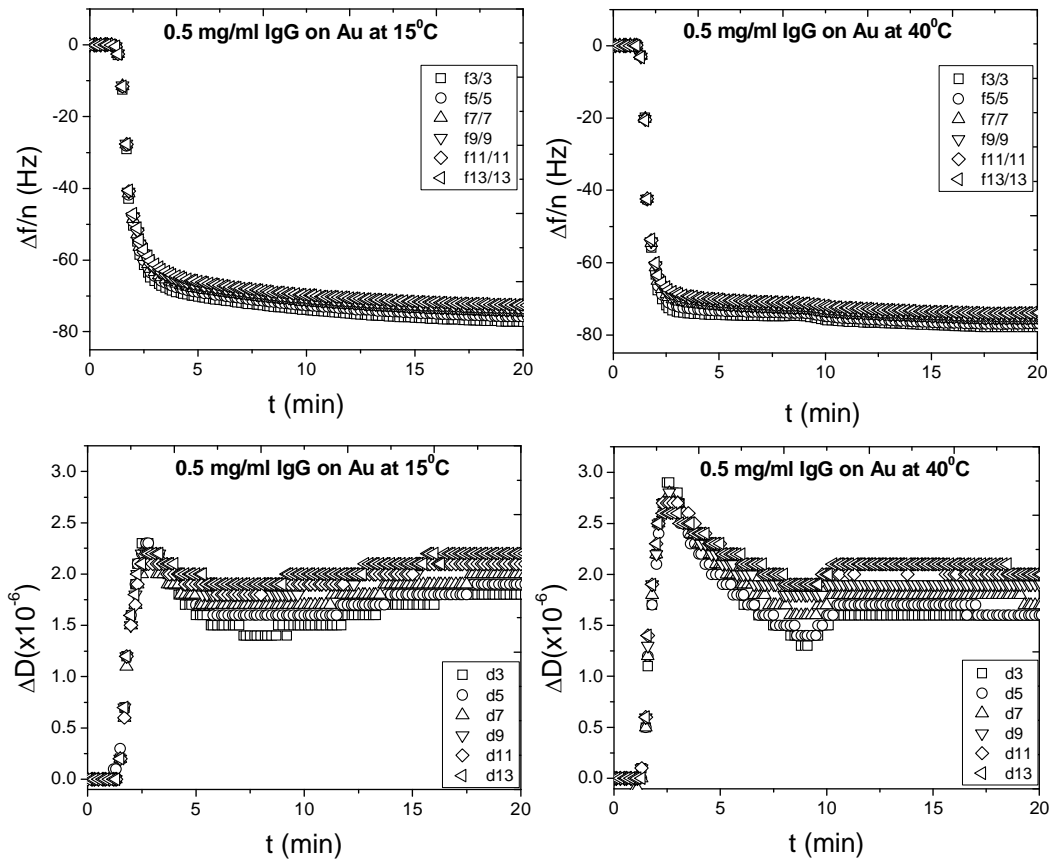 0.5 mg/ml IgG on Au at 15⁰C
0
-20
-40
-60
-80
Δf/n (Hz)
f3/3
f5/5
f7/7
f9/9
f11/11
f13/13
0 5 10 15 20
t (min)
0.5 mg/ml IgG on Au at 40⁰C
0
-20
-40
-60
-80
Δf/n (Hz)
f3/3
f5/5
f7/7
f9/9
f11/11
f13/13
0 5 10 15 20
t (min)
0.5 mg/ml IgG on Au at 15⁰C
3.0
2.5
2.0
1.5
1.0
0.5
0.0
ΔD(x10⁻⁶)
d3
d5
d7
d9
d11
d13
0 5 10 15 20
t (min)
0.5 mg/ml IgG on Au at 40⁰C
3.0
2.5
2.0
1.5
1.0
0.5
0.0
ΔD(x10⁻⁶)
d3
d5
d7
d9
d11
d13
0 5 10 15 20
t (min)